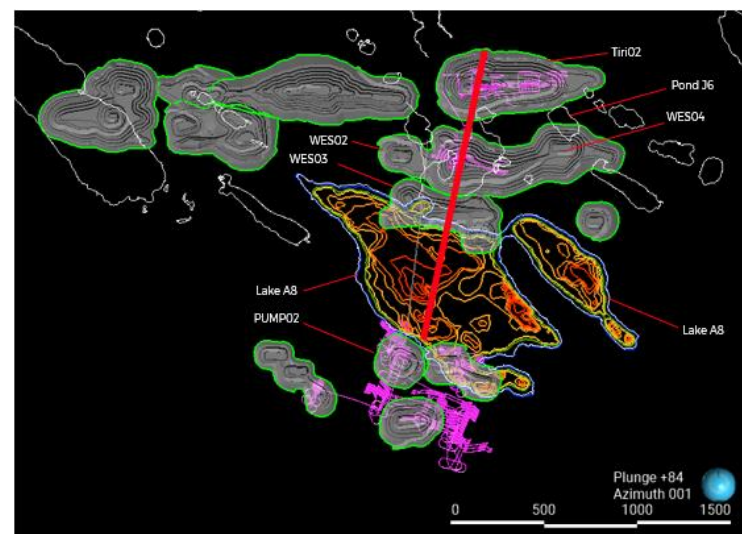 Tiri02
Pond J6
WES04
WES02
WES03
Lake A8
Lake A8
PUMP02
Plunge +84
Azimuth 001
0 500 1000 1500